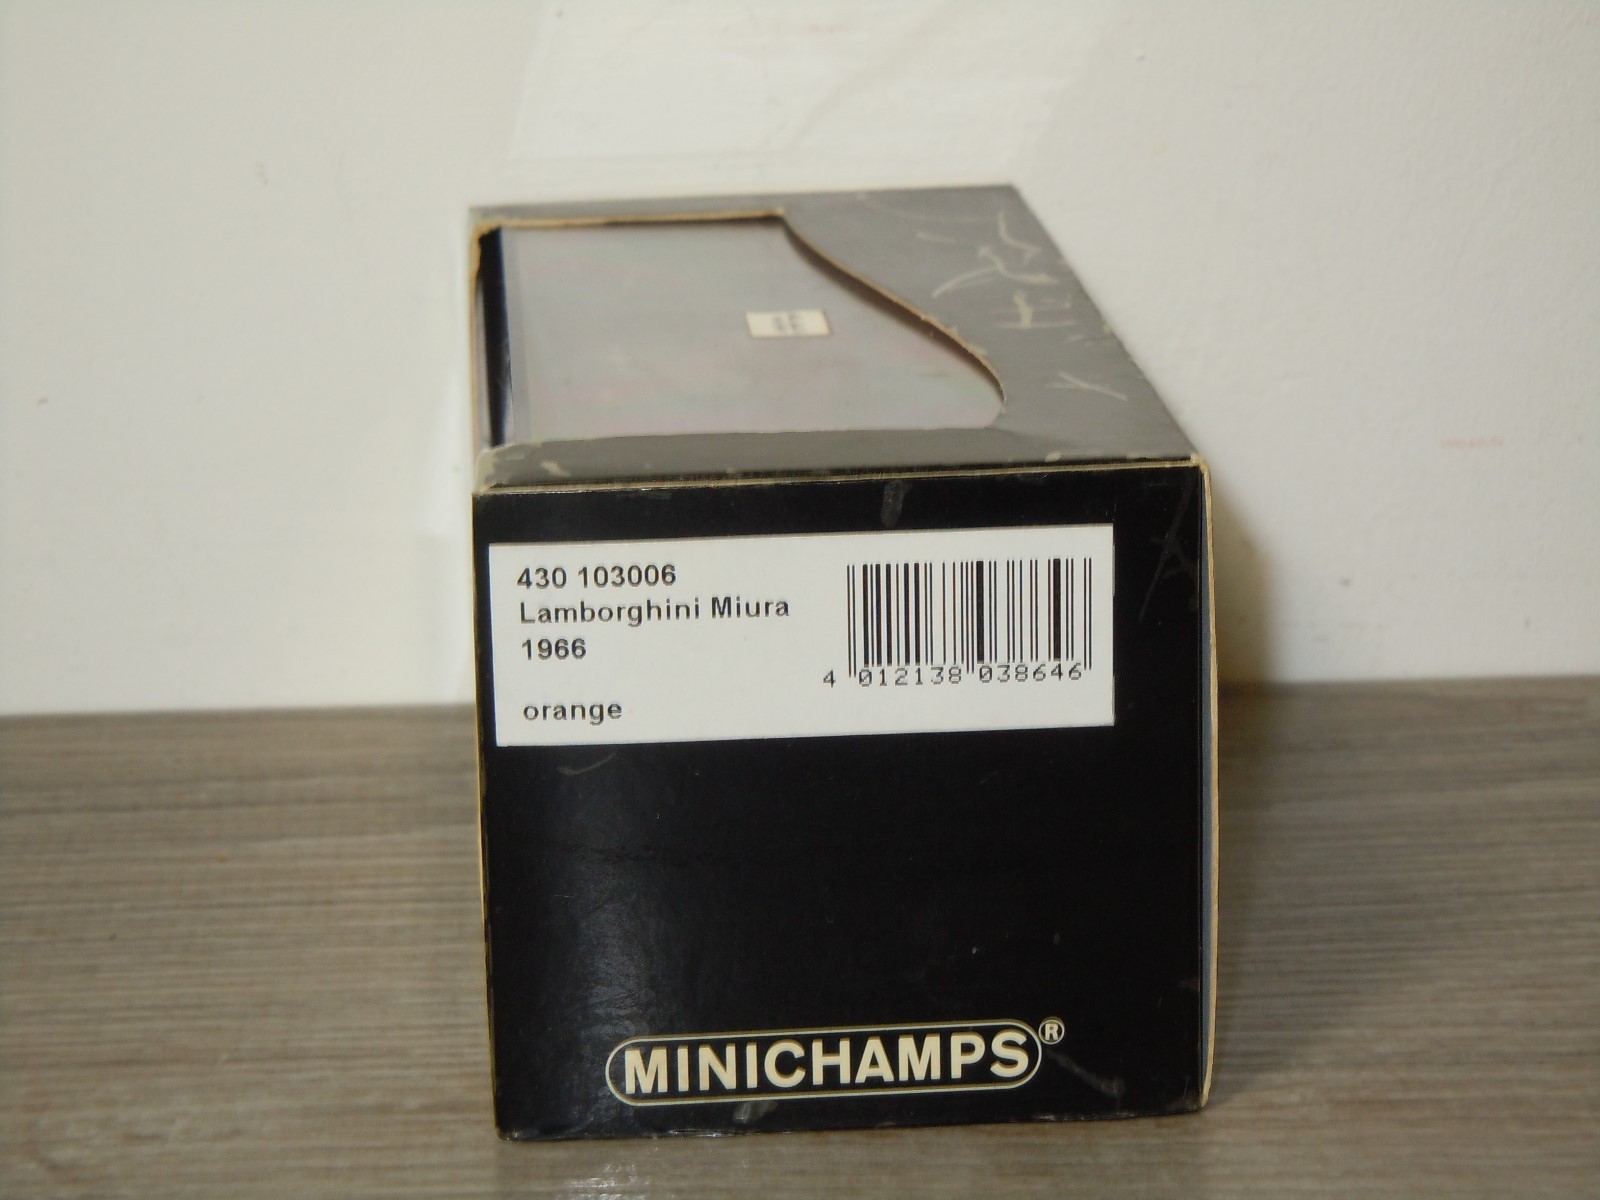 430 103006
Lamborghini Miura
1966
orange
4 012138 038646
MINICHAMPS®